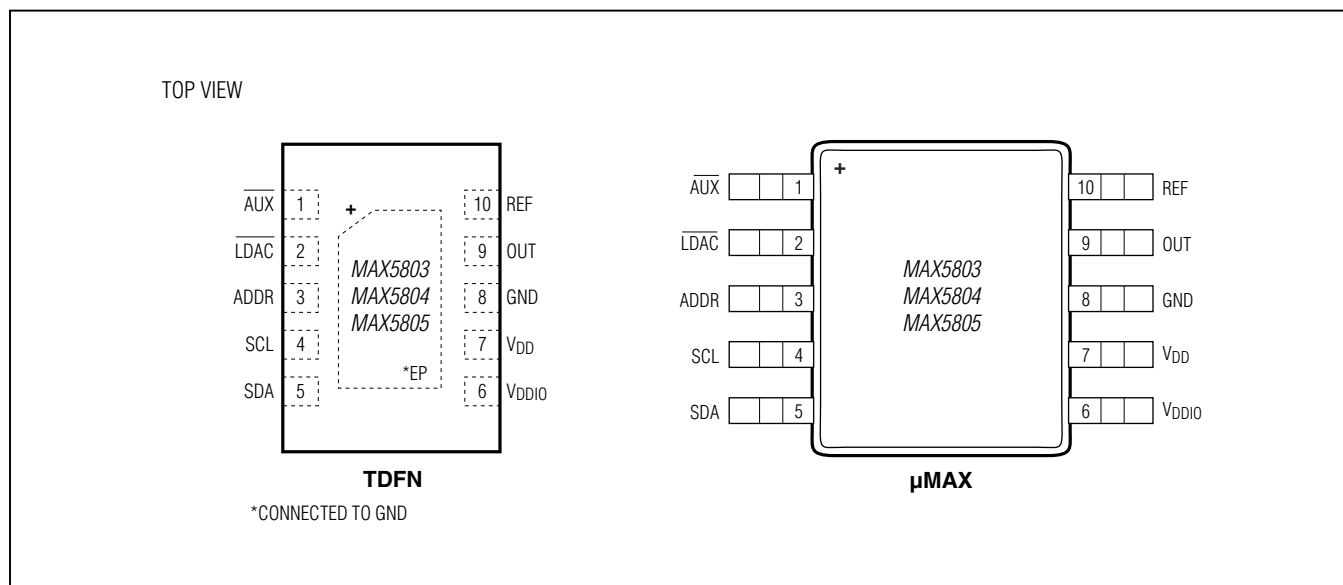 TOP VIEW
AUX 1
LDAC 2
ADDR 3
SCL 4
SDA 5
+
MAX5803
MAX5804
MAX5805
*EP
10 REF
9 OUT
8 GND
7 VDD
6 VDDIO
TDFN
*CONNECTED TO GND
AUX 1
LDAC 2
ADDR 3
SCL 4
SDA 5
+
MAX5803
MAX5804
MAX5805
10 REF
9 OUT
8 GND
7 VDD
6 VDDIO
µMAX